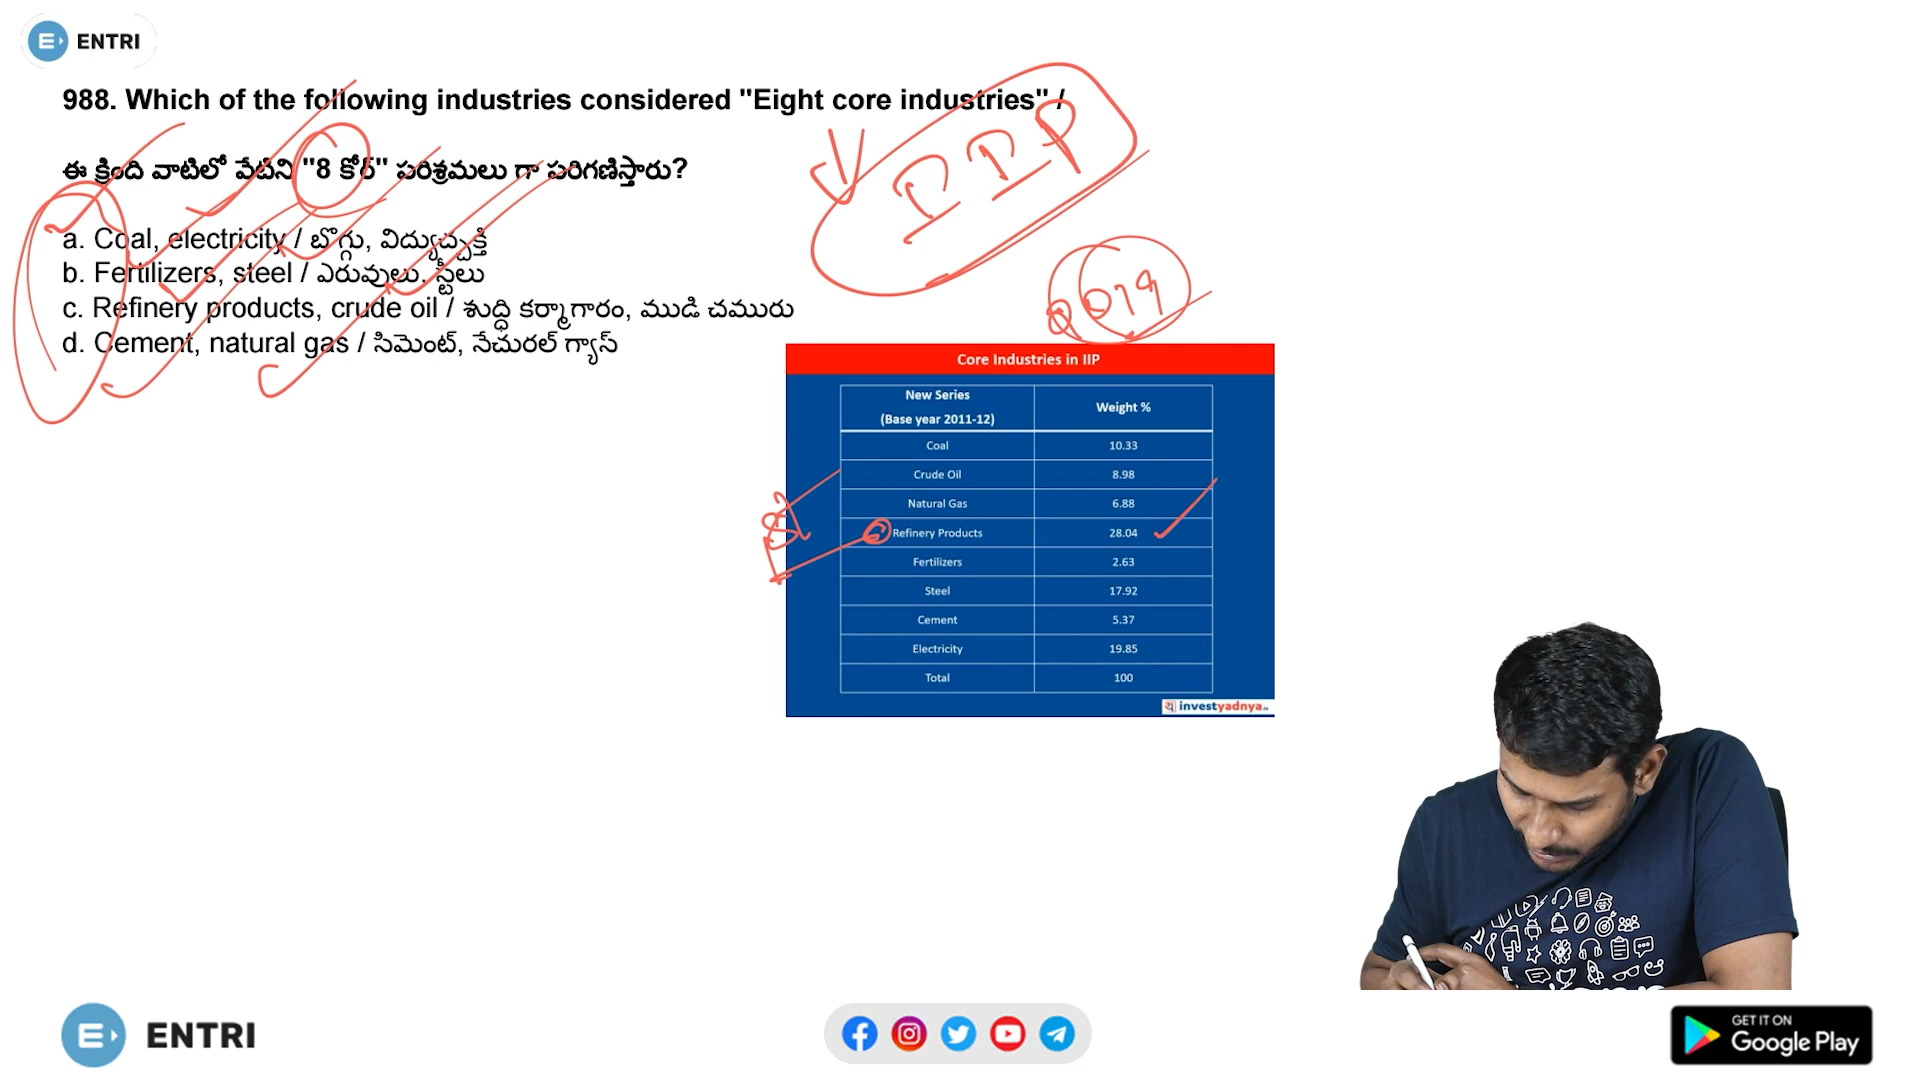 ENTRI
988. Which of the following industries considered "Eight core industries" /
ఈ క్రింది వాటిలో వేటిని "8 కోర్" పరిశ్రమలు గా పరిగణిస్తారు?
a. Coal, electricity / బొగ్గు, విద్యుచ్ఛక్తి
b. Fertilizers, steel / ఎరువులు, స్టీలు
c. Refinery products, crude oil / శుద్ధి కర్మాగారం, ముడి చమురు
d. Cement, natural gas / సిమెంట్, నేచురల్ గ్యాస్
IIP
2019
Core Industries in IIP
New Series
(Base year 2011-12) Weight %
Coal 10.33
Crude Oil 8.98
Natural Gas 6.88
Refinery Products 28.04
Fertilizers 2.63
Steel 17.92
Cement 5.37
Electricity 19.85
Total 100
investyadnya.in
ENTRI
GET IT ON
Google Play